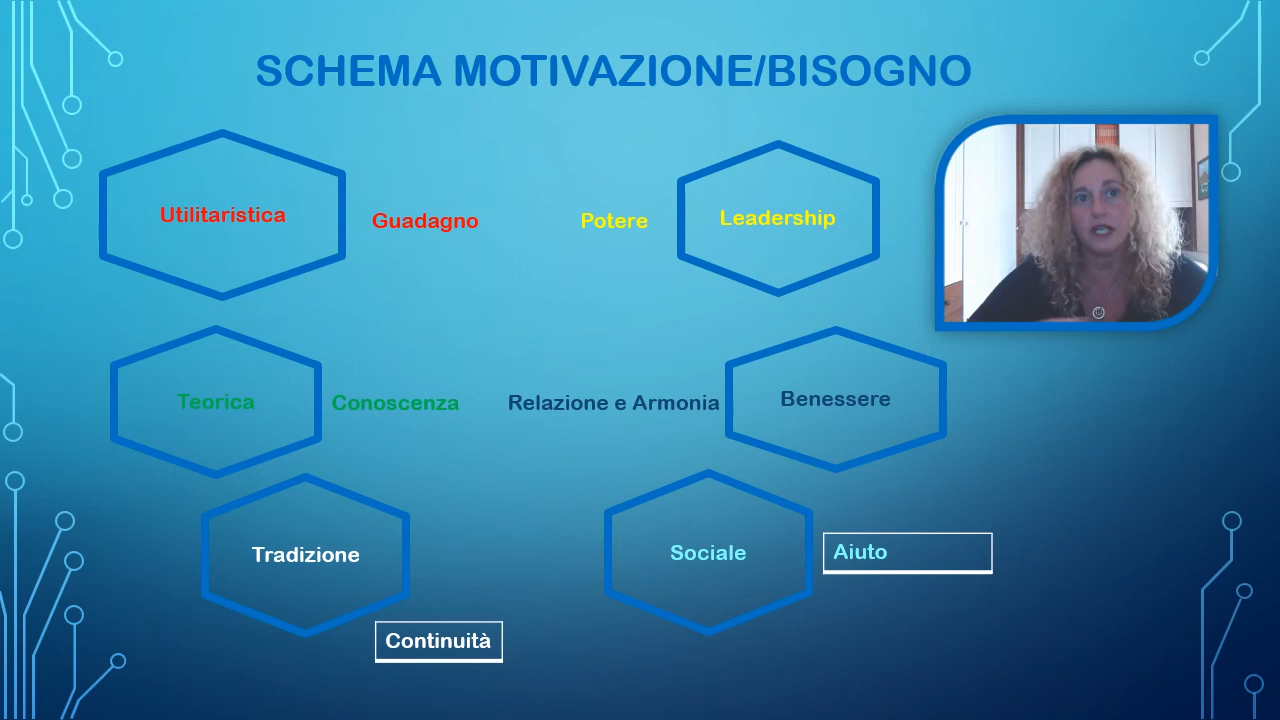 SCHEMA MOTIVAZIONE/BISOGNO
Utilitaristica
Guadagno
Potere
Leadership
Teorica
Conoscenza
Relazione e Armonia
Benessere
Tradizione
Sociale
Aiuto
Continuità